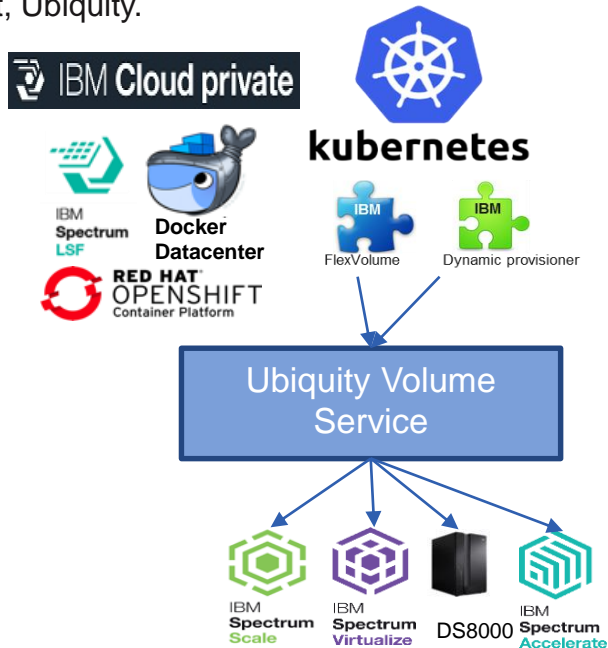 t, Ubiquity.
IBM Cloud private
kubernetes
IBM
Spectrum
LSF
Docker
Datacenter
IBM
FlexVolume
IBM
Dynamic provisioner
RED HAT®
OPENSHIFT
Container Platform
Ubiquity Volume
Service
IBM
Spectrum
Scale
IBM
Spectrum
Virtualize
DS8000
IBM
Spectrum
Accelerate